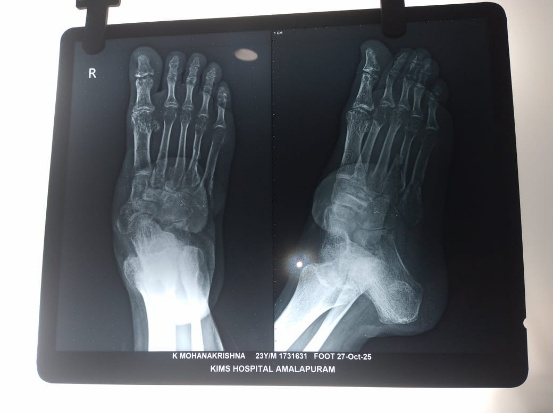 R
K MOHANAKRISHNA 23Y/M 1731631 FOOT 27-Oct-25
KIMS HOSPITAL AMALAPURAM